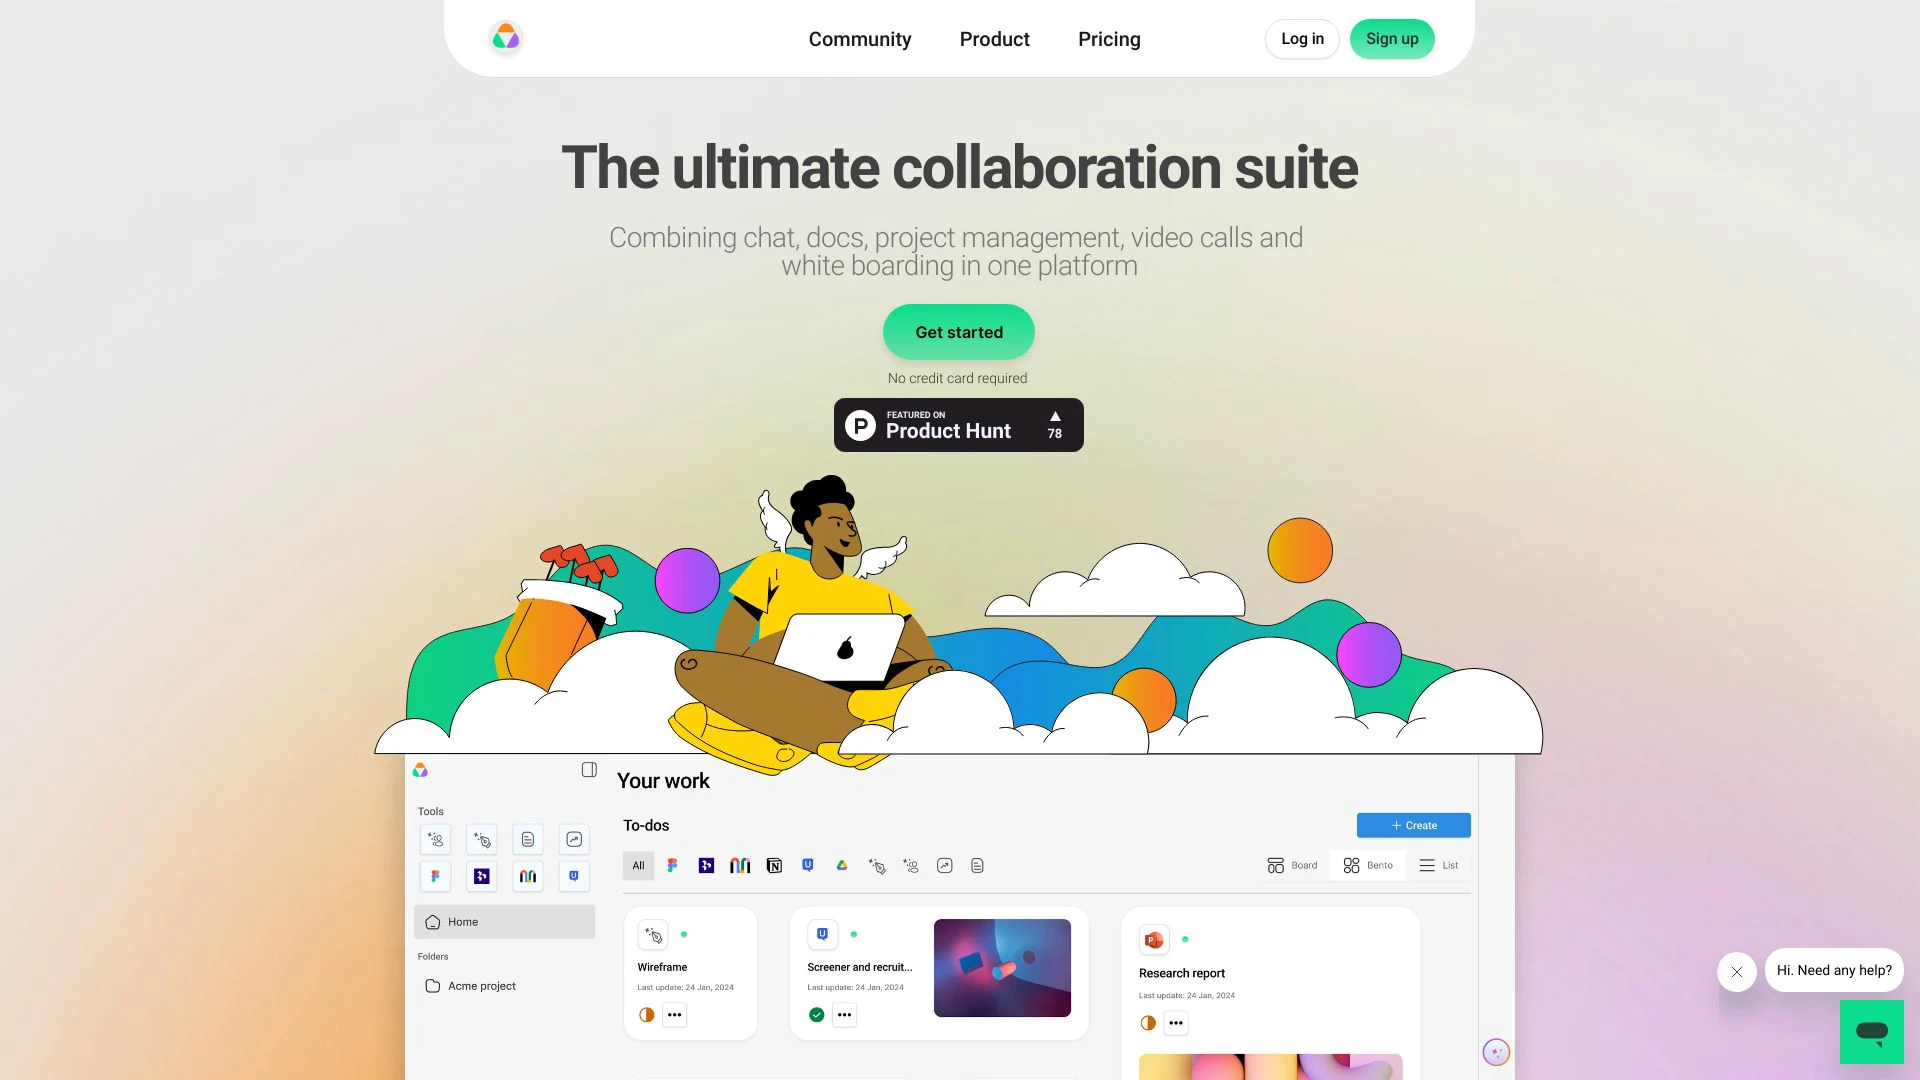 Community
Product
Pricing
Log in
Sign up
The ultimate collaboration suite
Combining chat, docs, project management, video calls and
white boarding in one platform
Get started
No credit card required
FEATURED ON
Product Hunt
78
Your work
Tools
To-dos
+ Create
All
Board
Bento
List
Home
Folders
Acme project
Wireframe
Last update: 24 Jan, 2024
Screener and recruit...
Last update: 24 Jan, 2024
Research report
Last update: 24 Jan, 2024
Hi. Need any help?